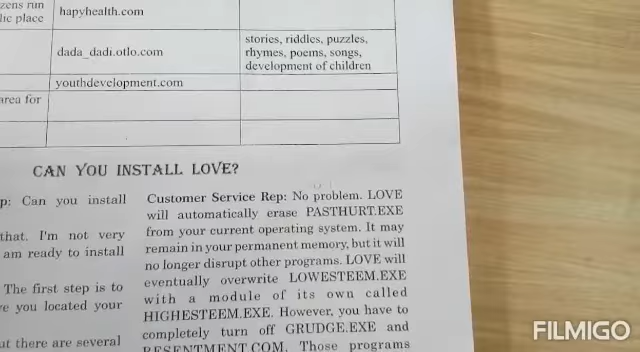 zens run
lic place
hapyhealth.com
dada_dadi.otlo.com
stories, riddles, puzzles,
rhymes, poems, songs,
development of children
youthdevelopment.com
area for
CAN YOU INSTALL LOVE?
p: Can you install
that. I'm not very
am ready to install
The first step is to
ve you located your
ut there are several
Customer Service Rep: No problem. LOVE
will automatically erase PASTHURT.EXE
from your current operating system. It may
remain in your permanent memory, but it will
no longer disrupt other programs. LOVE will
eventually overwrite LOWESTEEM.EXE
with a module of its own called
HIGHESTEEM.EXE. However, you have to
completely turn off GRUDGE.EXE and
RESENTMENT.COM. Those programs
FILMIGO